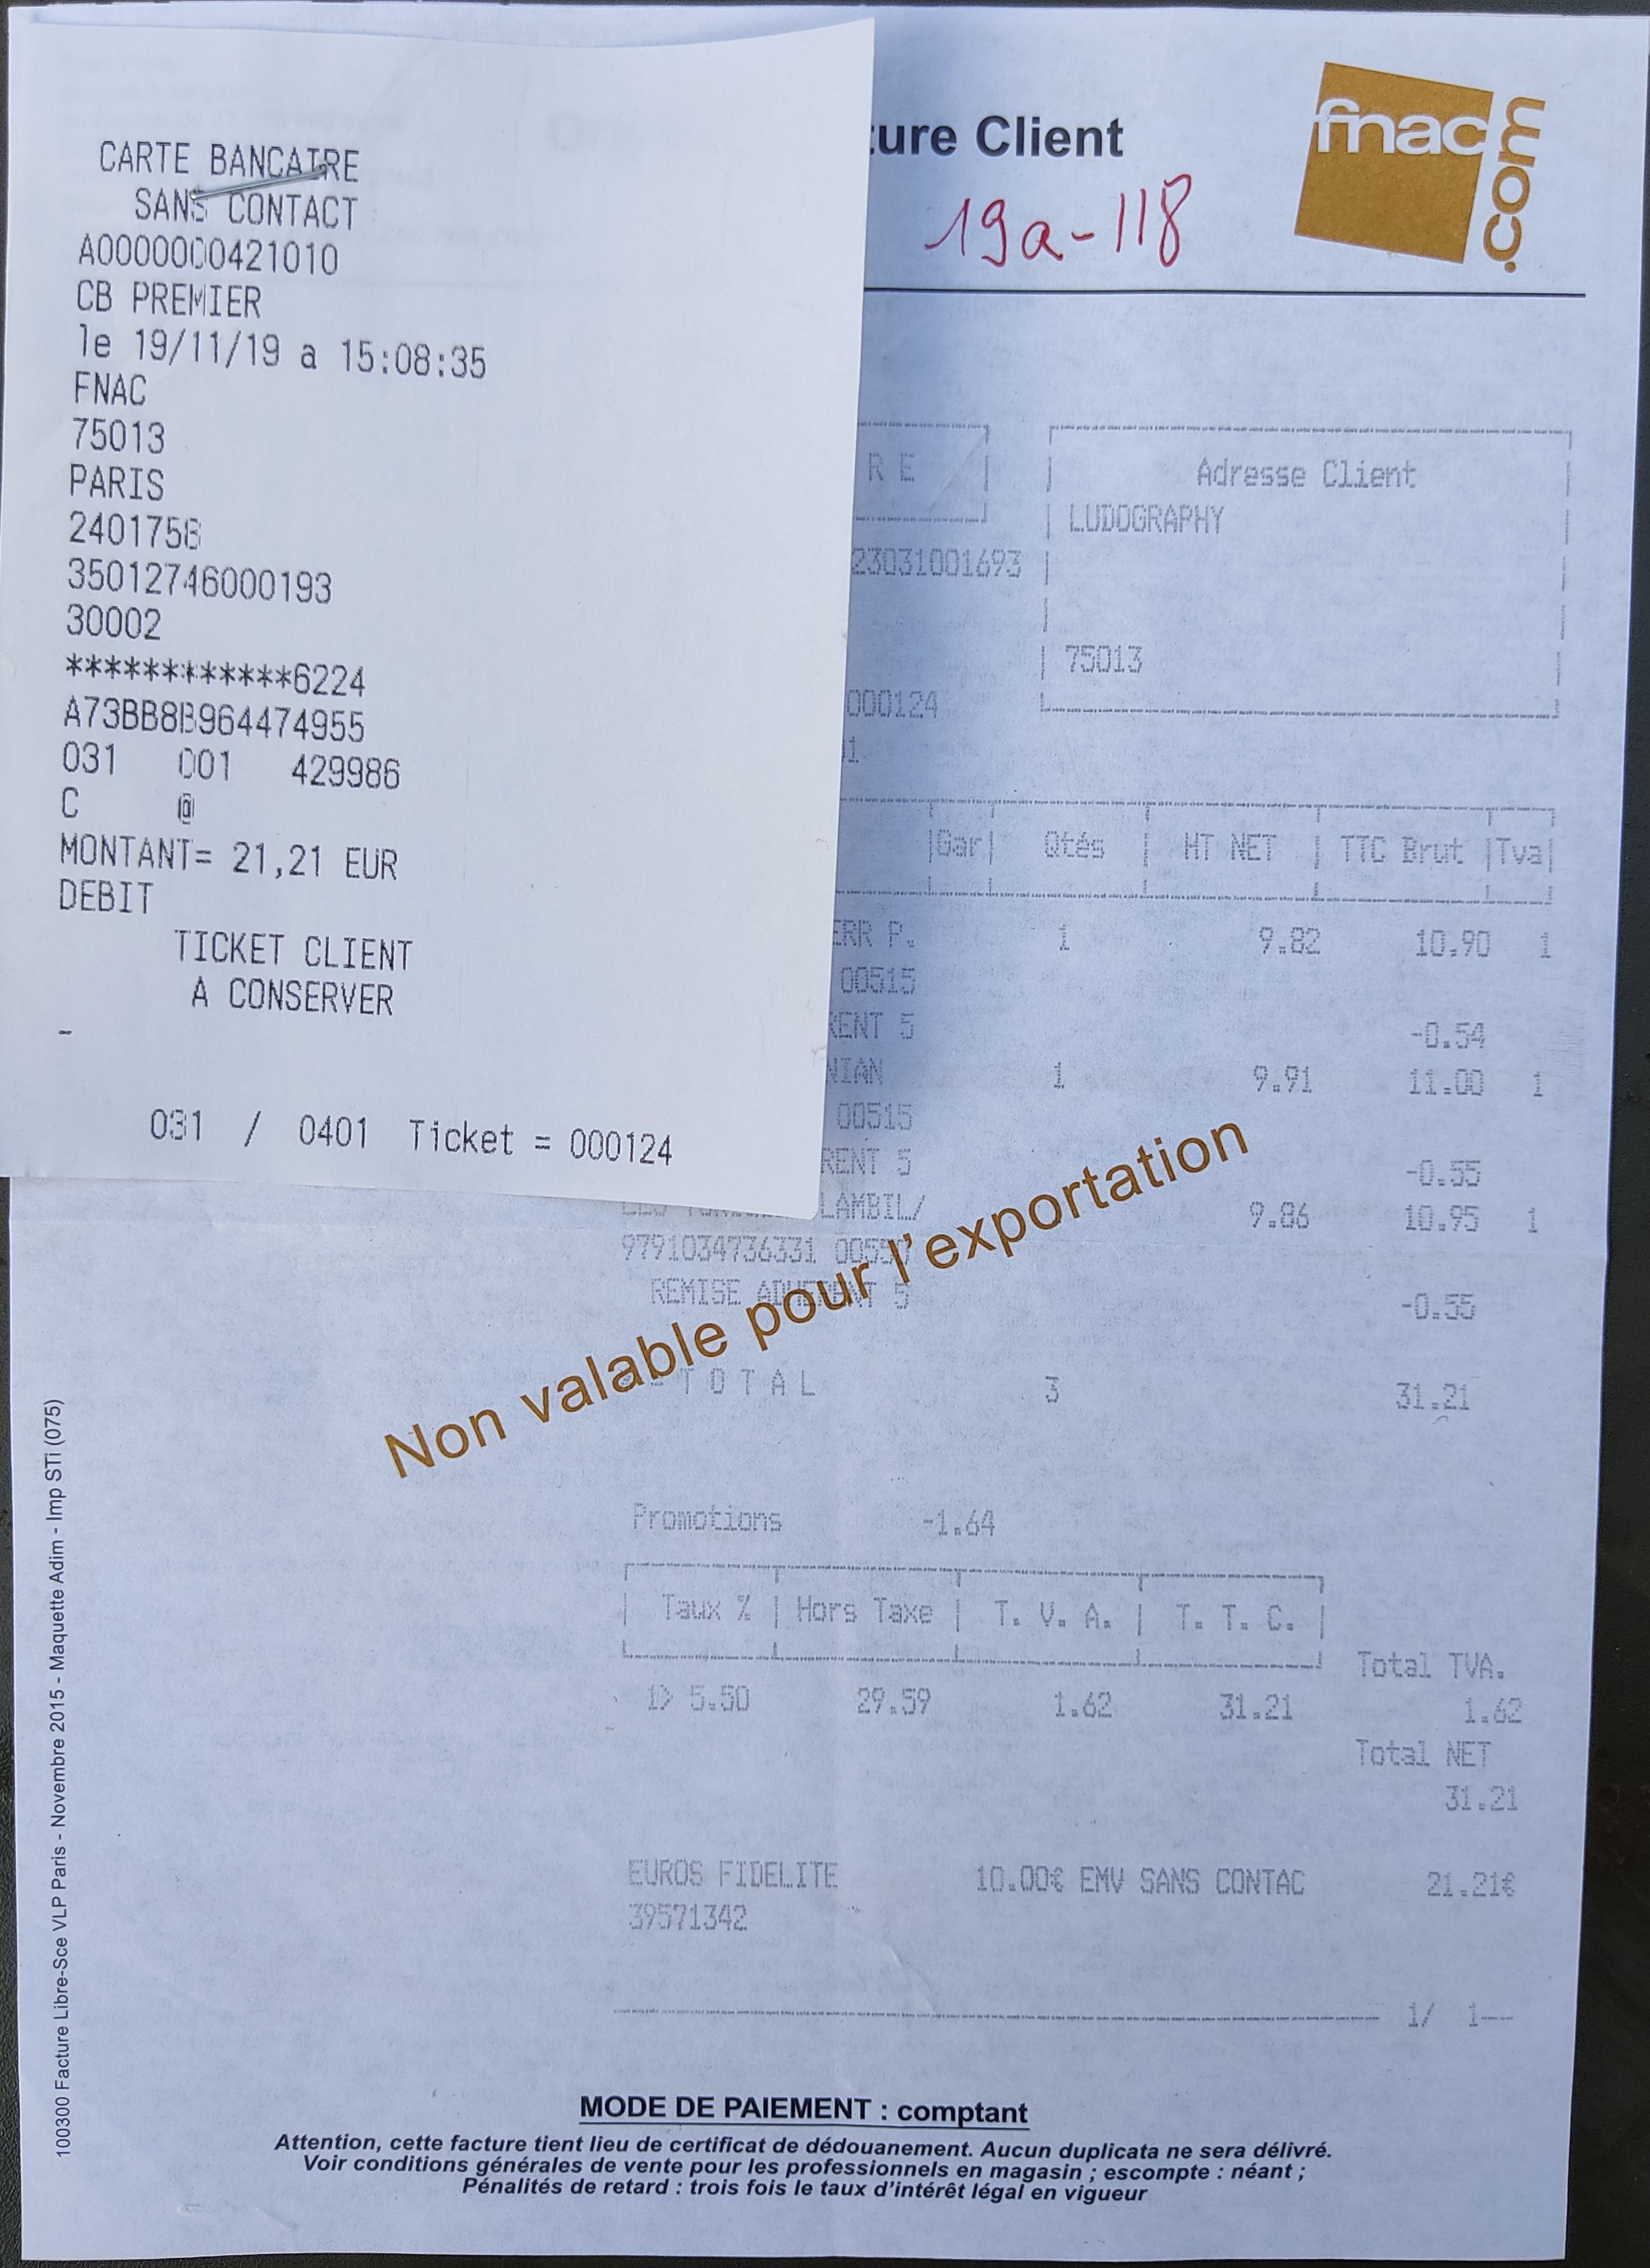 CARTE BANCAIRE
SANS CONTACT
A0000000421010
CB PREMIER
le 19/11/19 a 15:08:35
FNAC
75013
PARIS
2401758
35012746000193
30002
************6224
A73BB8B964474955
031 001 429986
C @
MONTANT= 21,21 EUR
DEBIT
TICKET CLIENT
A CONSERVER
-
031 / 0401 Ticket = 000124
ture Client
fnac.com
19a-118
R E
23031001693
000124
Adresse Client
LUDOGRAPHY
75013
|Gar| Qtés | HT NET | TTC Brut |Tva|
ERR P. 1 9.82 10.90 1
00515
RENT 5 -0.54
NIAN 1 9.91 11.00 1
00515
RENT 5 -0.55
LAMBIL/ 9.86 10.95 1
9791034736331
REMISE ADHERENT 5 -0.55
TOTAL 3 31.21
Non valable pour l'exportation
Promotions -1.64
| Taux % | Hors Taxe | T. V. A. | T. T. C. |
1> 5.50 29.59 1.62 31.21
Total TVA.
1.62
Total NET
31.21
EUROS FIDELITE 10.00€ EMV SANS CONTAC 21.21€
39571342
1/ 1
MODE DE PAIEMENT : comptant
Attention, cette facture tient lieu de certificat de dédouanement. Aucun duplicata ne sera délivré.
Voir conditions générales de vente pour les professionnels en magasin ; escompte : néant ;
Pénalités de retard : trois fois le taux d'intérêt légal en vigueur
100300 Facture Libre-Sce VLP Paris - Novembre 2015 - Maquette Adim - Imp STi (075)